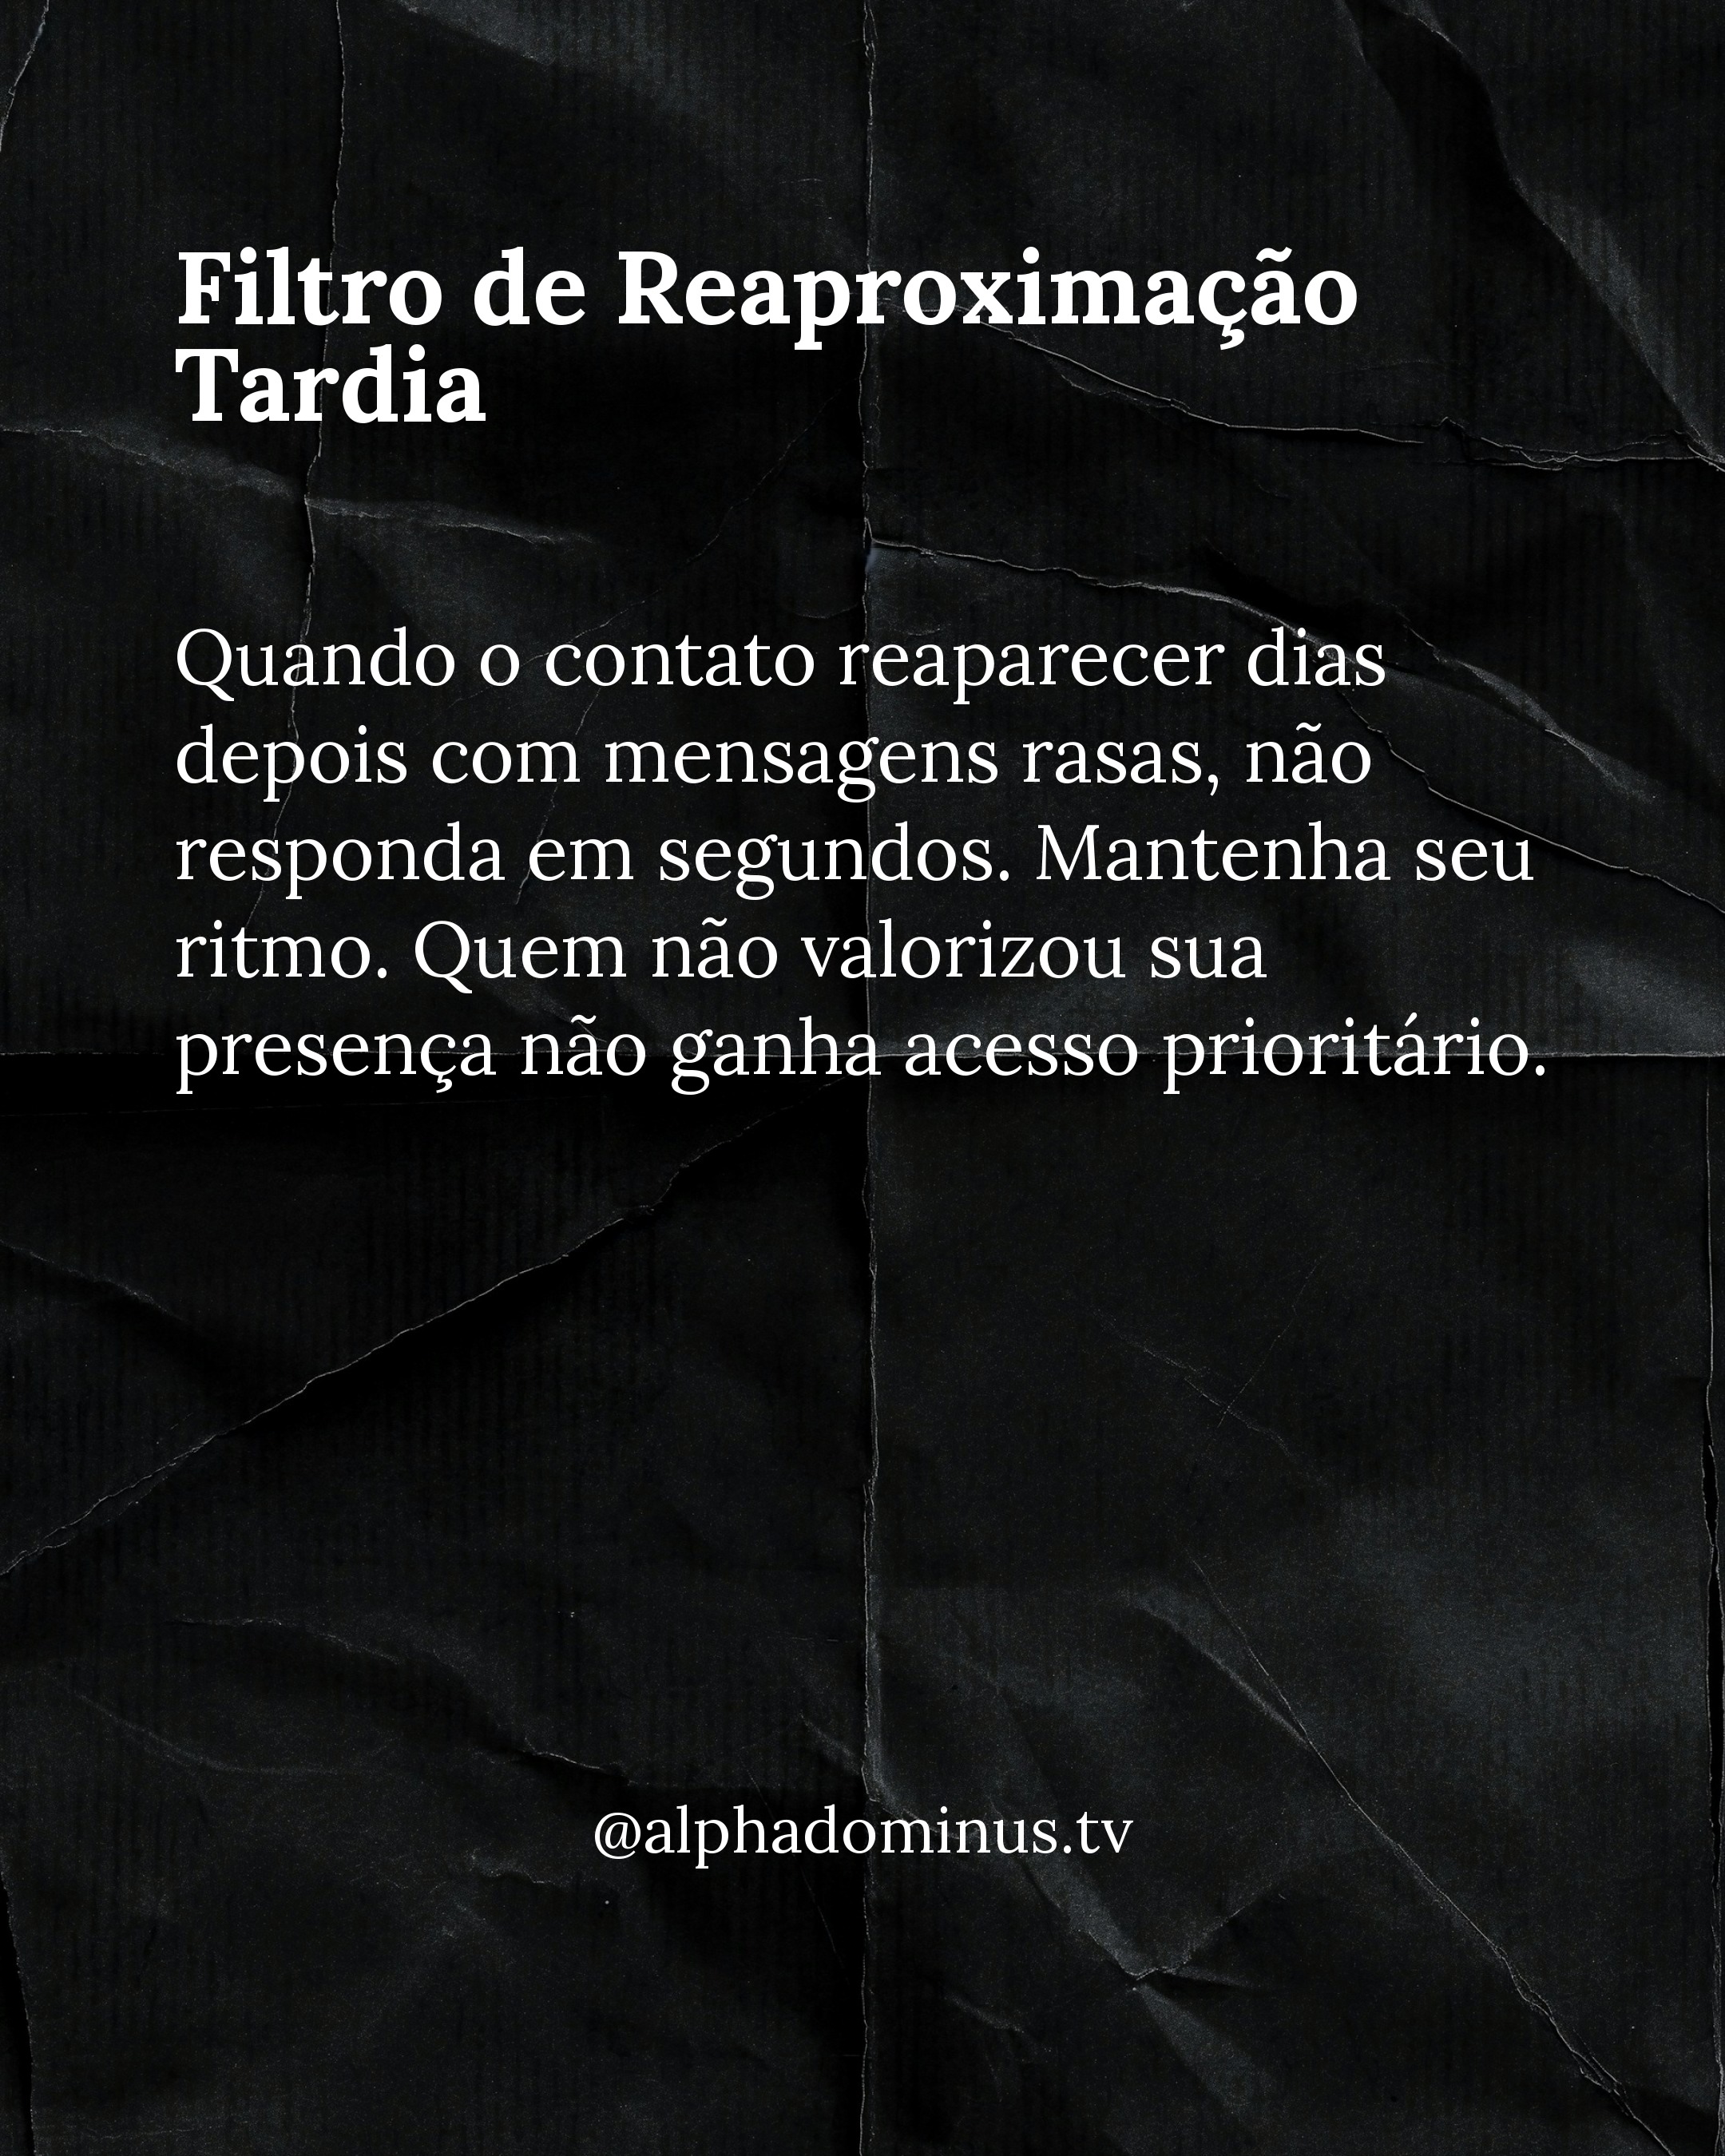 Filtro de Reaproximação
Tardia
Quando o contato reaparecer dias
depois com mensagens rasas, não
responda em segundos. Mantenha seu
ritmo. Quem não valorizou sua
presença não ganha acesso prioritário.
@alphadominus.tv